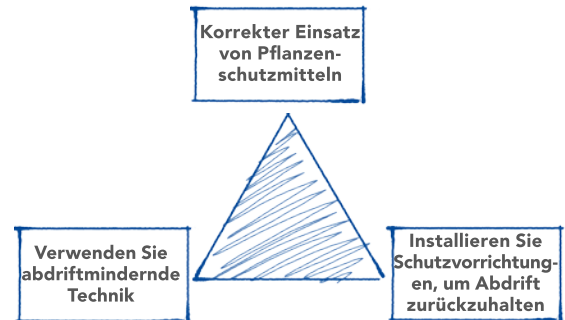 Korrekter Einsatz
von Pflanzen-
schutzmitteln
Verwenden Sie
abdriftmindernde
Technik
Installieren Sie
Schutzvorrichtung-
en, um Abdrift
zurückzuhalten